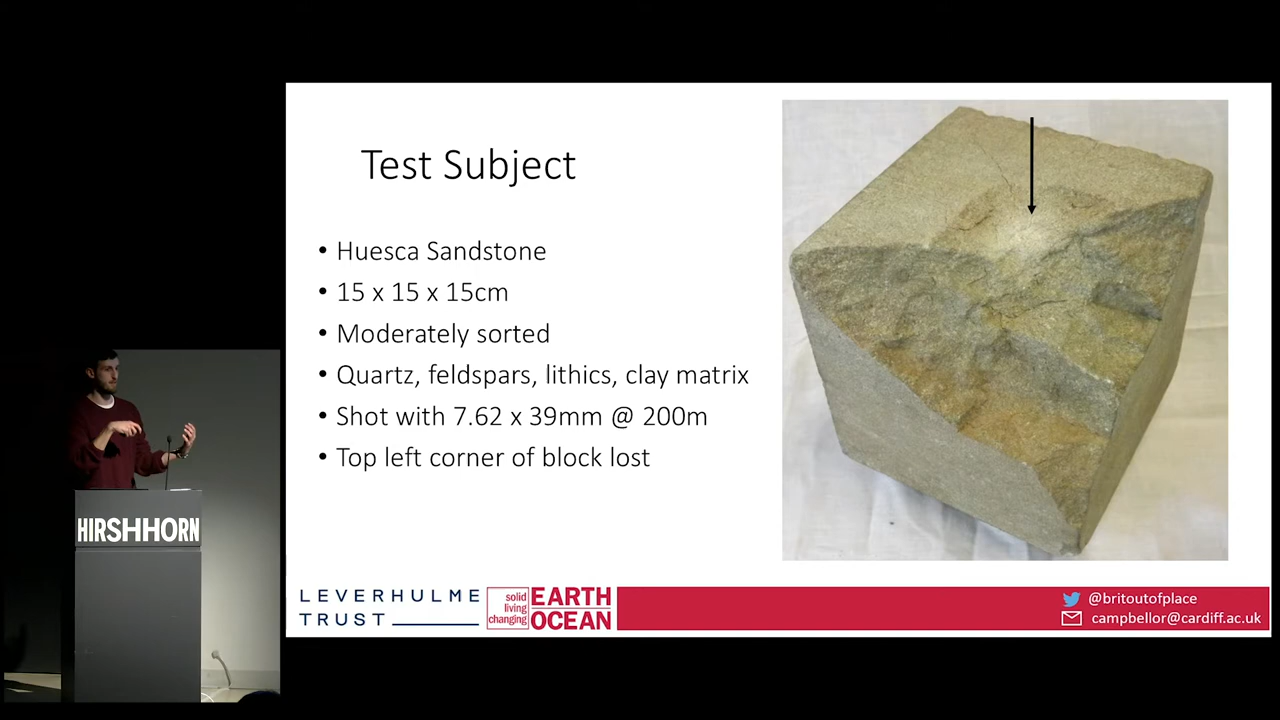 Test Subject
• Huesca Sandstone
• 15 x 15 x 15cm
• Moderately sorted
• Quartz, feldspars, lithics, clay matrix
• Shot with 7.62 x 39mm @ 200m
• Top left corner of block lost
HIRSHHORN
LEVERHULME
TRUST
solid
living
changing
EARTH
OCEAN
@britoutofplace
campbellor@cardiff.ac.uk